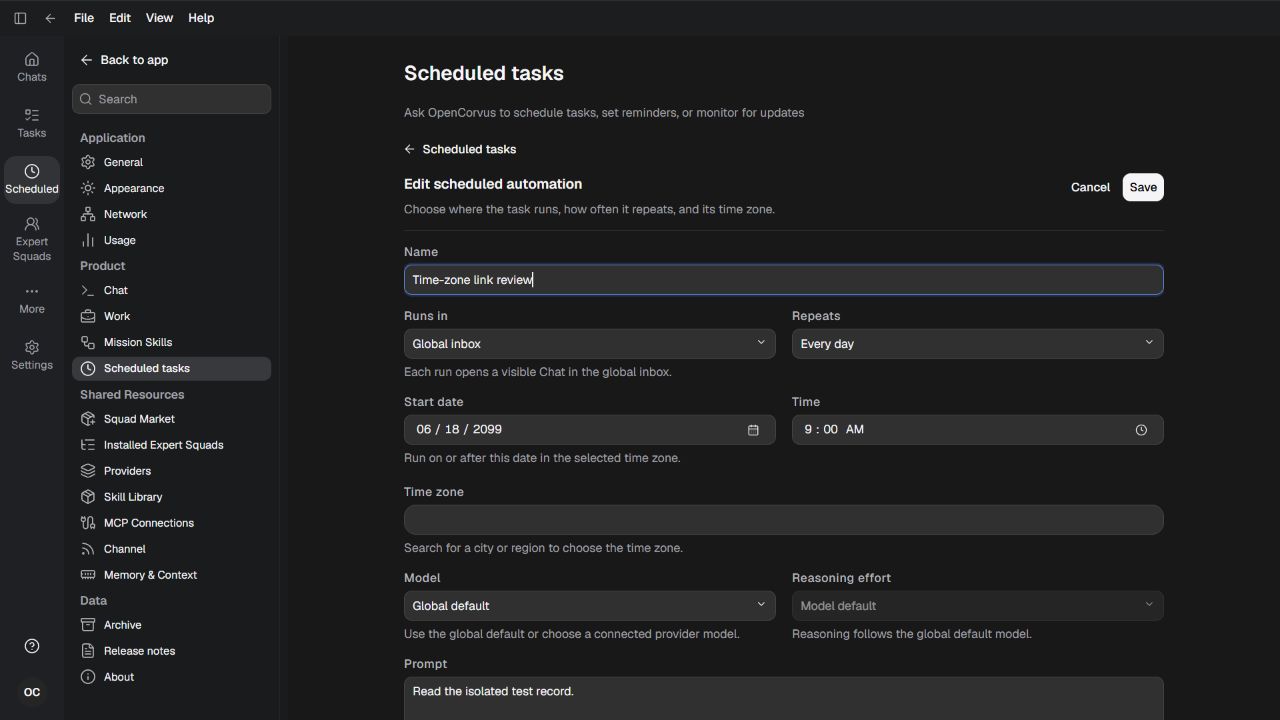 File Edit View Help
Chats
Tasks
Scheduled
Expert
Squads
More
Settings
OC
Back to app
Search
Application
General
Appearance
Network
Usage
Product
Chat
Work
Mission Skills
Scheduled tasks
Shared Resources
Squad Market
Installed Expert Squads
Providers
Skill Library
MCP Connections
Channel
Memory & Context
Data
Archive
Release notes
About
Scheduled tasks
Ask OpenCorvus to schedule tasks, set reminders, or monitor for updates
Scheduled tasks
Edit scheduled automation
Cancel Save
Choose where the task runs, how often it repeats, and its time zone.
Name
Time-zone link review
Runs in Repeats
Global inbox Every day
Each run opens a visible Chat in the global inbox.
Start date Time
06 / 18 / 2099 9 : 00 AM
Run on or after this date in the selected time zone.
Time zone
Search for a city or region to choose the time zone.
Model Reasoning effort
Global default Model default
Use the global default or choose a connected provider model. Reasoning follows the global default model.
Prompt
Read the isolated test record.